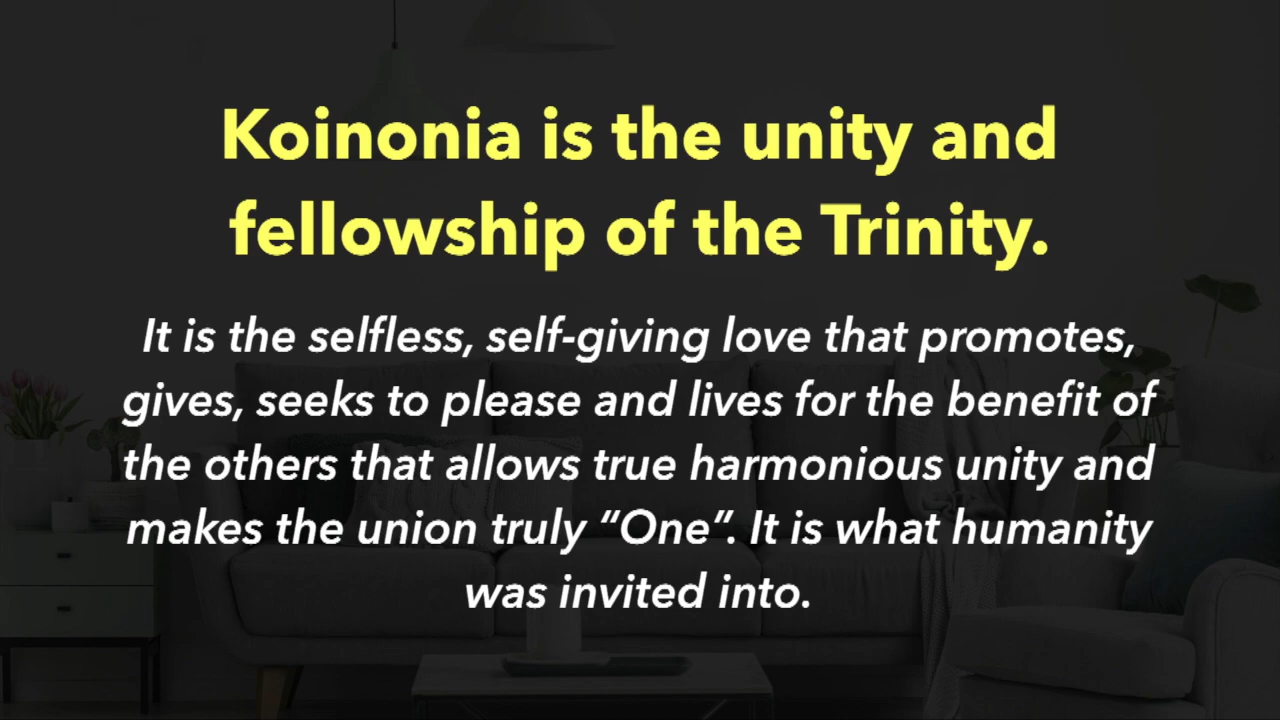 Koinonia is the unity and
fellowship of the Trinity.
It is the selfless, self-giving love that promotes,
gives, seeks to please and lives for the benefit of
the others that allows true harmonious unity and
makes the union truly “One”. It is what humanity
was invited into.